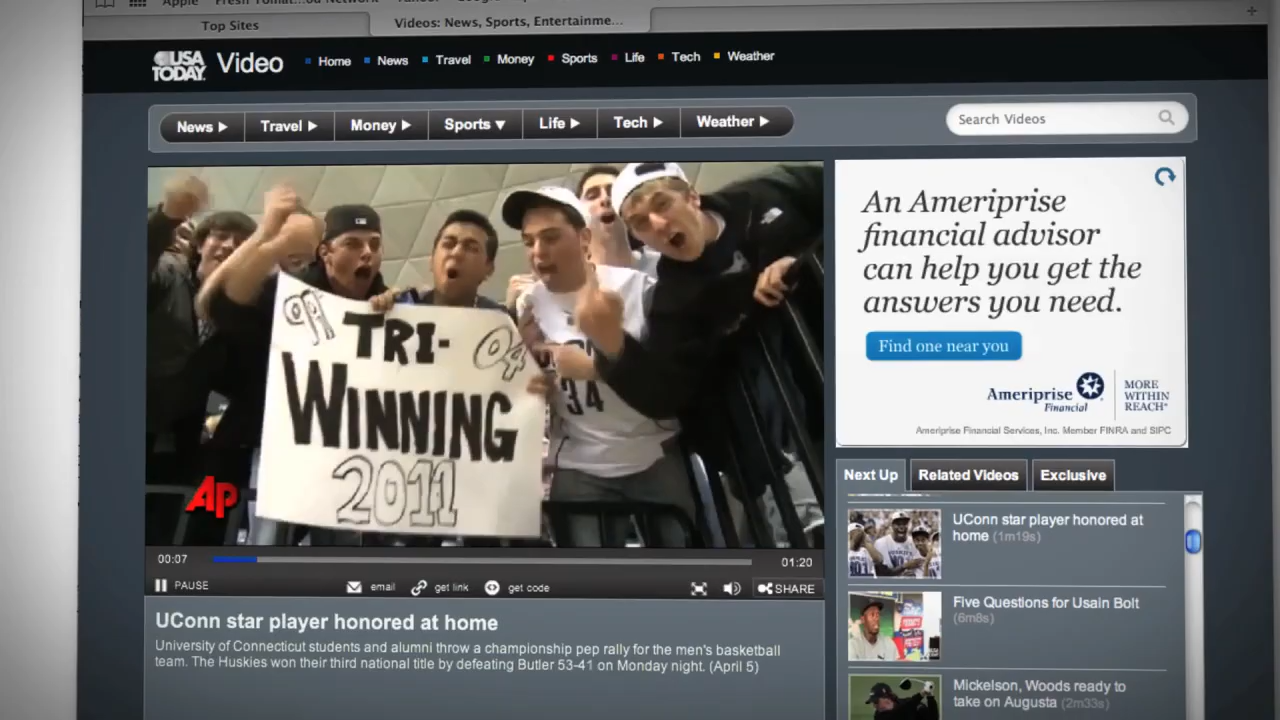 Apple
Top Sites
Videos: News, Sports, Entertainme...
USA TODAY Video
Home
News
Travel
Money
Sports
Life
Tech
Weather
News
Travel
Money
Sports
Life
Tech
Weather
Search Videos
99
TRI-
04
WINNING
2011
34
AP
An Ameriprise
financial advisor
can help you get the
answers you need.
Find one near you
Ameriprise
Financial
MORE
WITHIN
REACH
Ameriprise Financial Services, Inc. Member FINRA and SIPC
00:07
01:20
PAUSE
email
get link
get code
SHARE
UConn star player honored at home
University of Connecticut students and alumni throw a championship pep rally for the men's basketball
team. The Huskies won their third national title by defeating Butler 53-41 on Monday night. (April 5)
Next Up
Related Videos
Exclusive
UConn star player honored at
home (1m19s)
Five Questions for Usain Bolt
(6m8s)
Mickelson, Woods ready to
take on Augusta (2m33s)